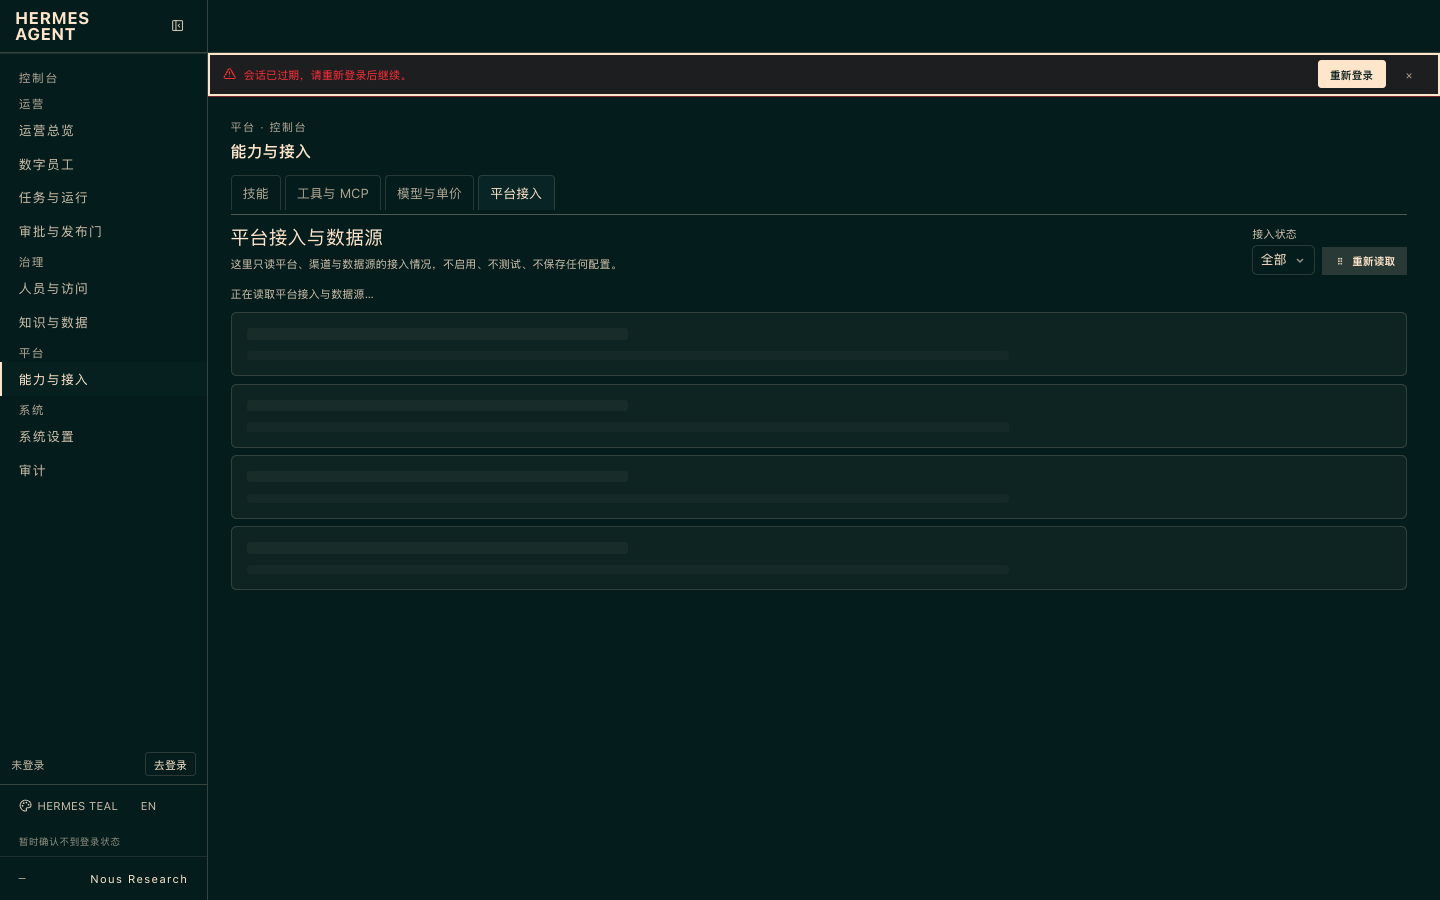 HERMES
AGENT
控制台
运营
运营总览
数字员工
任务与运行
审批与发布门
治理
人员与访问
知识与数据
平台
能力与接入
系统
系统设置
审计
未登录
去登录
HERMES TEAL
EN
暂时确认不到登录状态
—
Nous Research
会话已过期，请重新登录后继续。
重新登录
×
平台 · 控制台
能力与接入
技能
工具与 MCP
模型与单价
平台接入
平台接入与数据源
这里只读平台、渠道与数据源的接入情况，不启用、不测试、不保存任何配置。
接入状态
全部
重新读取
正在读取平台接入与数据源…